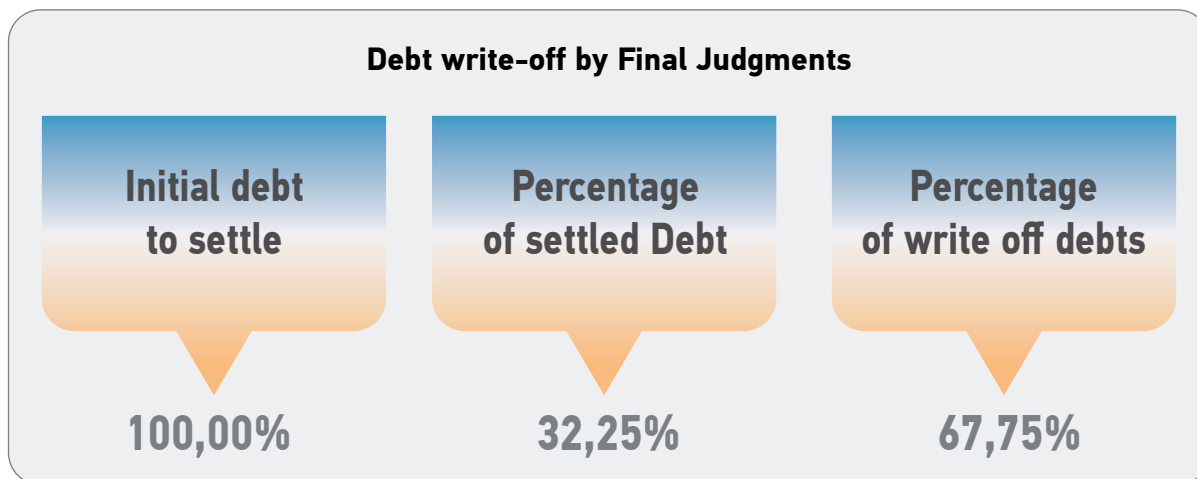 Debt write-off by Final Judgments
Initial debt
to settle
100,00%
Percentage
of settled Debt
32,25%
Percentage
of write off debts
67,75%